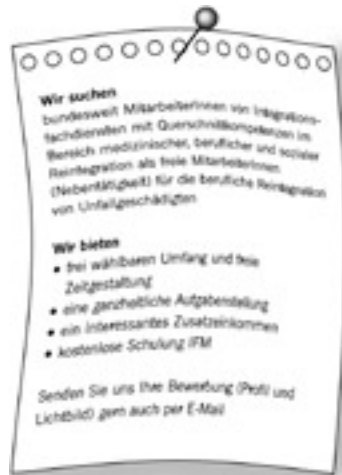 Wir suchen
bundesweit MitarbeiterInnen von Integrations-
fachdiensten mit Querschnittkompetenzen im
Bereich medizinischer, beruflicher und sozialer
Reintegration als freie MitarbeiterInnen
(Nebentätigkeit) für die berufliche Reintegration
von Unfallgeschädigten
Wir bieten
• frei wählbaren Umfang und freie
Zeitgestaltung
• eine ganzheitliche Aufgabenstellung
• ein interessantes Zusatzeinkommen
• kostenlose Schulung IFM
Senden Sie uns Ihre Bewerbung (Profil und
Lichtbild) gern auch per E-Mail